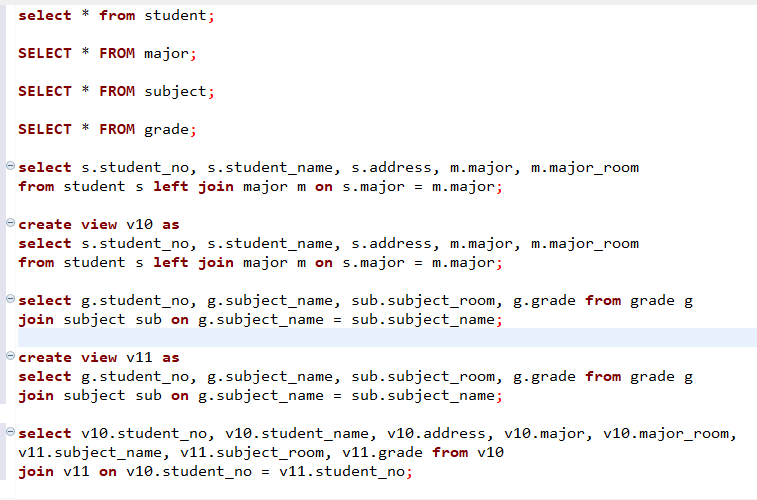 select * from student;
SELECT * FROM major;
SELECT * FROM subject;
SELECT * FROM grade;
select s.student_no, s.student_name, s.address, m.major, m.major_room
from student s left join major m on s.major = m.major;
create view v10 as
select s.student_no, s.student_name, s.address, m.major, m.major_room
from student s left join major m on s.major = m.major;
select g.student_no, g.subject_name, sub.subject_room, g.grade from grade g
join subject sub on g.subject_name = sub.subject_name;
create view v11 as
select g.student_no, g.subject_name, sub.subject_room, g.grade from grade g
join subject sub on g.subject_name = sub.subject_name;
select v10.student_no, v10.student_name, v10.address, v10.major, v10.major_room,
v11.subject_name, v11.subject_room, v11.grade from v10
join v11 on v10.student_no = v11.student_no;